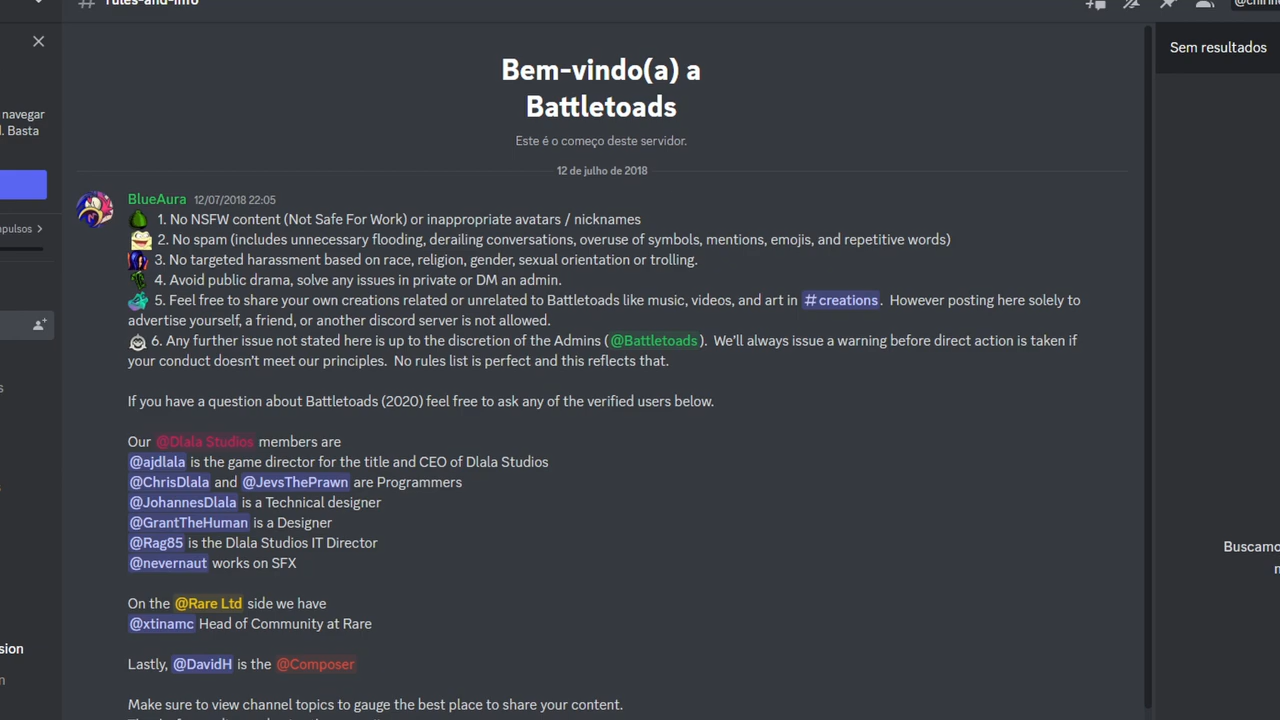 rules-and-info
navegar
. Basta
Sem resultados
Bem-vindo(a) a
Battletoads
Este é o começo deste servidor.
12 de julho de 2018
BlueAura 12/07/2018 22:05
1. No NSFW content (Not Safe For Work) or inappropriate avatars / nicknames
2. No spam (includes unnecessary flooding, derailing conversations, overuse of symbols, mentions, emojis, and repetitive words)
3. No targeted harassment based on race, religion, gender, sexual orientation or trolling.
4. Avoid public drama, solve any issues in private or DM an admin.
5. Feel free to share your own creations related or unrelated to Battletoads like music, videos, and art in #creations. However posting here solely to
advertise yourself, a friend, or another discord server is not allowed.
6. Any further issue not stated here is up to the discretion of the Admins (@Battletoads). We'll always issue a warning before direct action is taken if
your conduct doesn't meet our principles. No rules list is perfect and this reflects that.
If you have a question about Battletoads (2020) feel free to ask any of the verified users below.
Our @Dlala Studios members are
@ajdlala is the game director for the title and CEO of Dlala Studios
@ChrisDlala and @JevsThePrawn are Programmers
@JohannesDlala is a Technical designer
@GrantTheHuman is a Designer
@Rag85 is the Dlala Studios IT Director
@nevernaut works on SFX
On the @Rare Ltd side we have
@xtinamc Head of Community at Rare
Lastly, @DavidH is the @Composer
Make sure to view channel topics to gauge the best place to share your content.
Buscamo